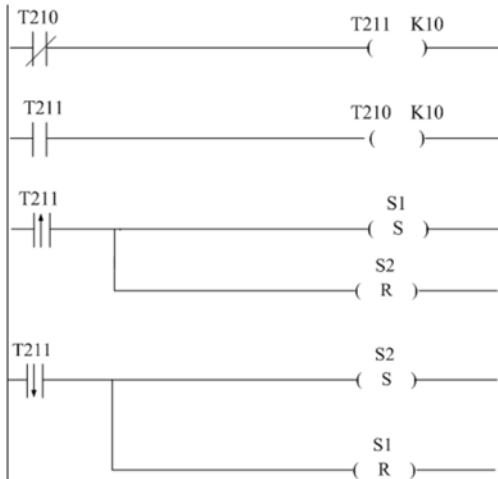 T210
T211 K10
T211
T210 K10
T211
S1
( S )
S2
( R )
T211
S2
( S )
S1
( R )